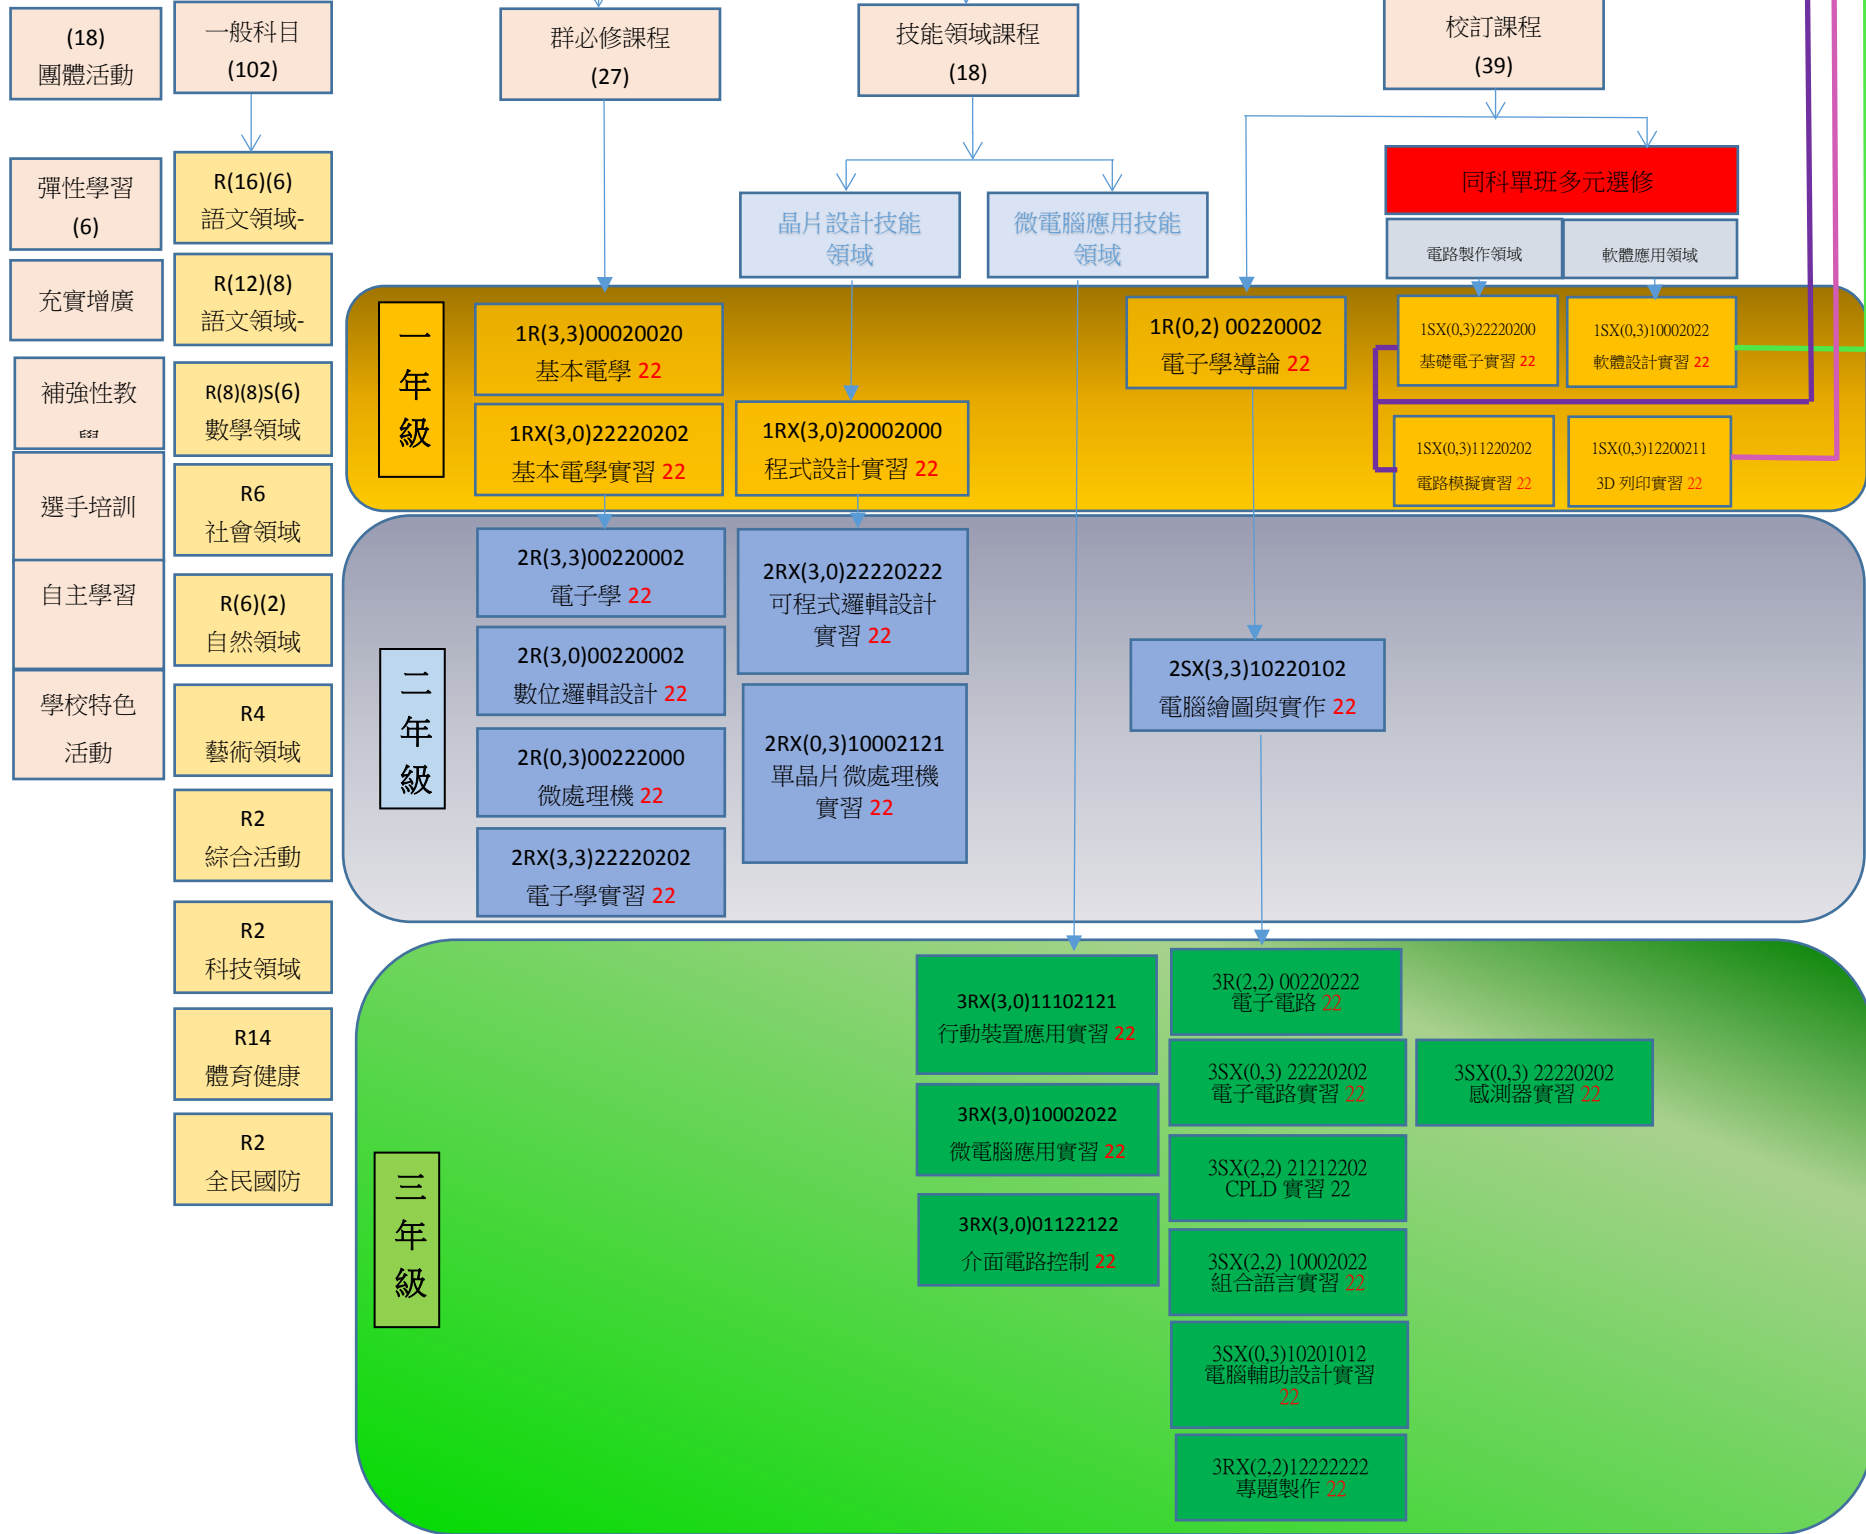 (18)
團體活動
一般科目
(102)
群必修課程
(27)
技能領域課程
(18)
校訂課程
(39)
彈性學習
(6)
充實增廣
補強性教
選手培訓
自主學習
學校特色
活動
R(16)(6)
語文領域-
R(12)(8)
語文領域-
R(8)(8)S(6)
數學領域
R6
社會領域
R(6)(2)
自然領域
R4
藝術領域
R2
綜合活動
R2
科技領域
R14
體育健康
R2
全民國防
晶片設計技能
領域
微電腦應用技能
領域
同科單班多元選修
電路製作領域
軟體應用領域
一
年
級
1R(3,3)00020020
基本電學 22
1RX(3,0)22220202
基本電學實習 22
1RX(3,0)20002000
程式設計實習 22
1R(0,2) 00220002
電子學導論 22
1SX(0,3)22220200
基礎電子實習 22
1SX(0,3)10002022
軟體設計實習 22
1SX(0,3)11220202
電路模擬實習 22
1SX(0,3)12200211
3D 列印實習 22
二
年
級
2R(3,3)00220002
電子學 22
2R(3,0)00220002
數位邏輯設計 22
2R(0,3)00222000
微處理機 22
2RX(3,3)22220202
電子學實習 22
2RX(3,0)22220222
可程式邏輯設計
實習 22
2RX(0,3)10002121
單晶片微處理機
實習 22
2SX(3,3)10220102
電腦繪圖與實作 22
三
年
級
3RX(3,0)11102121
行動裝置應用實習 22
3RX(3,0)10002022
微電腦應用實習 22
3RX(3,0)01122122
介面電路控制 22
3R(2,2) 00220222
電子電路 22
3SX(0,3) 22220202
電子電路實習 22
3SX(0,3) 22220202
感測器實習 22
3SX(2,2) 21212202
CPLD 實習 22
3SX(2,2) 10002022
組合語言實習 22
3SX(0,3)10201012
電腦輔助設計實習
22
3RX(2,2)12222222
專題製作 22